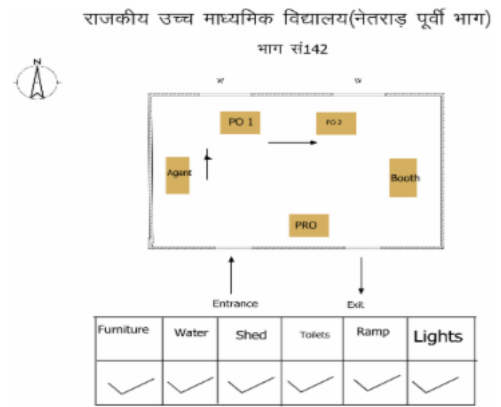 राजकीय उच्च माध्यमिक विद्यालय(नेतराड़ पूर्वी भाग)
भाग सं142
N
W W
PO 1 PO 2
Agent Booth
PRO
Entrance Exit
Furniture Water Shed Toilets Ramp Lights